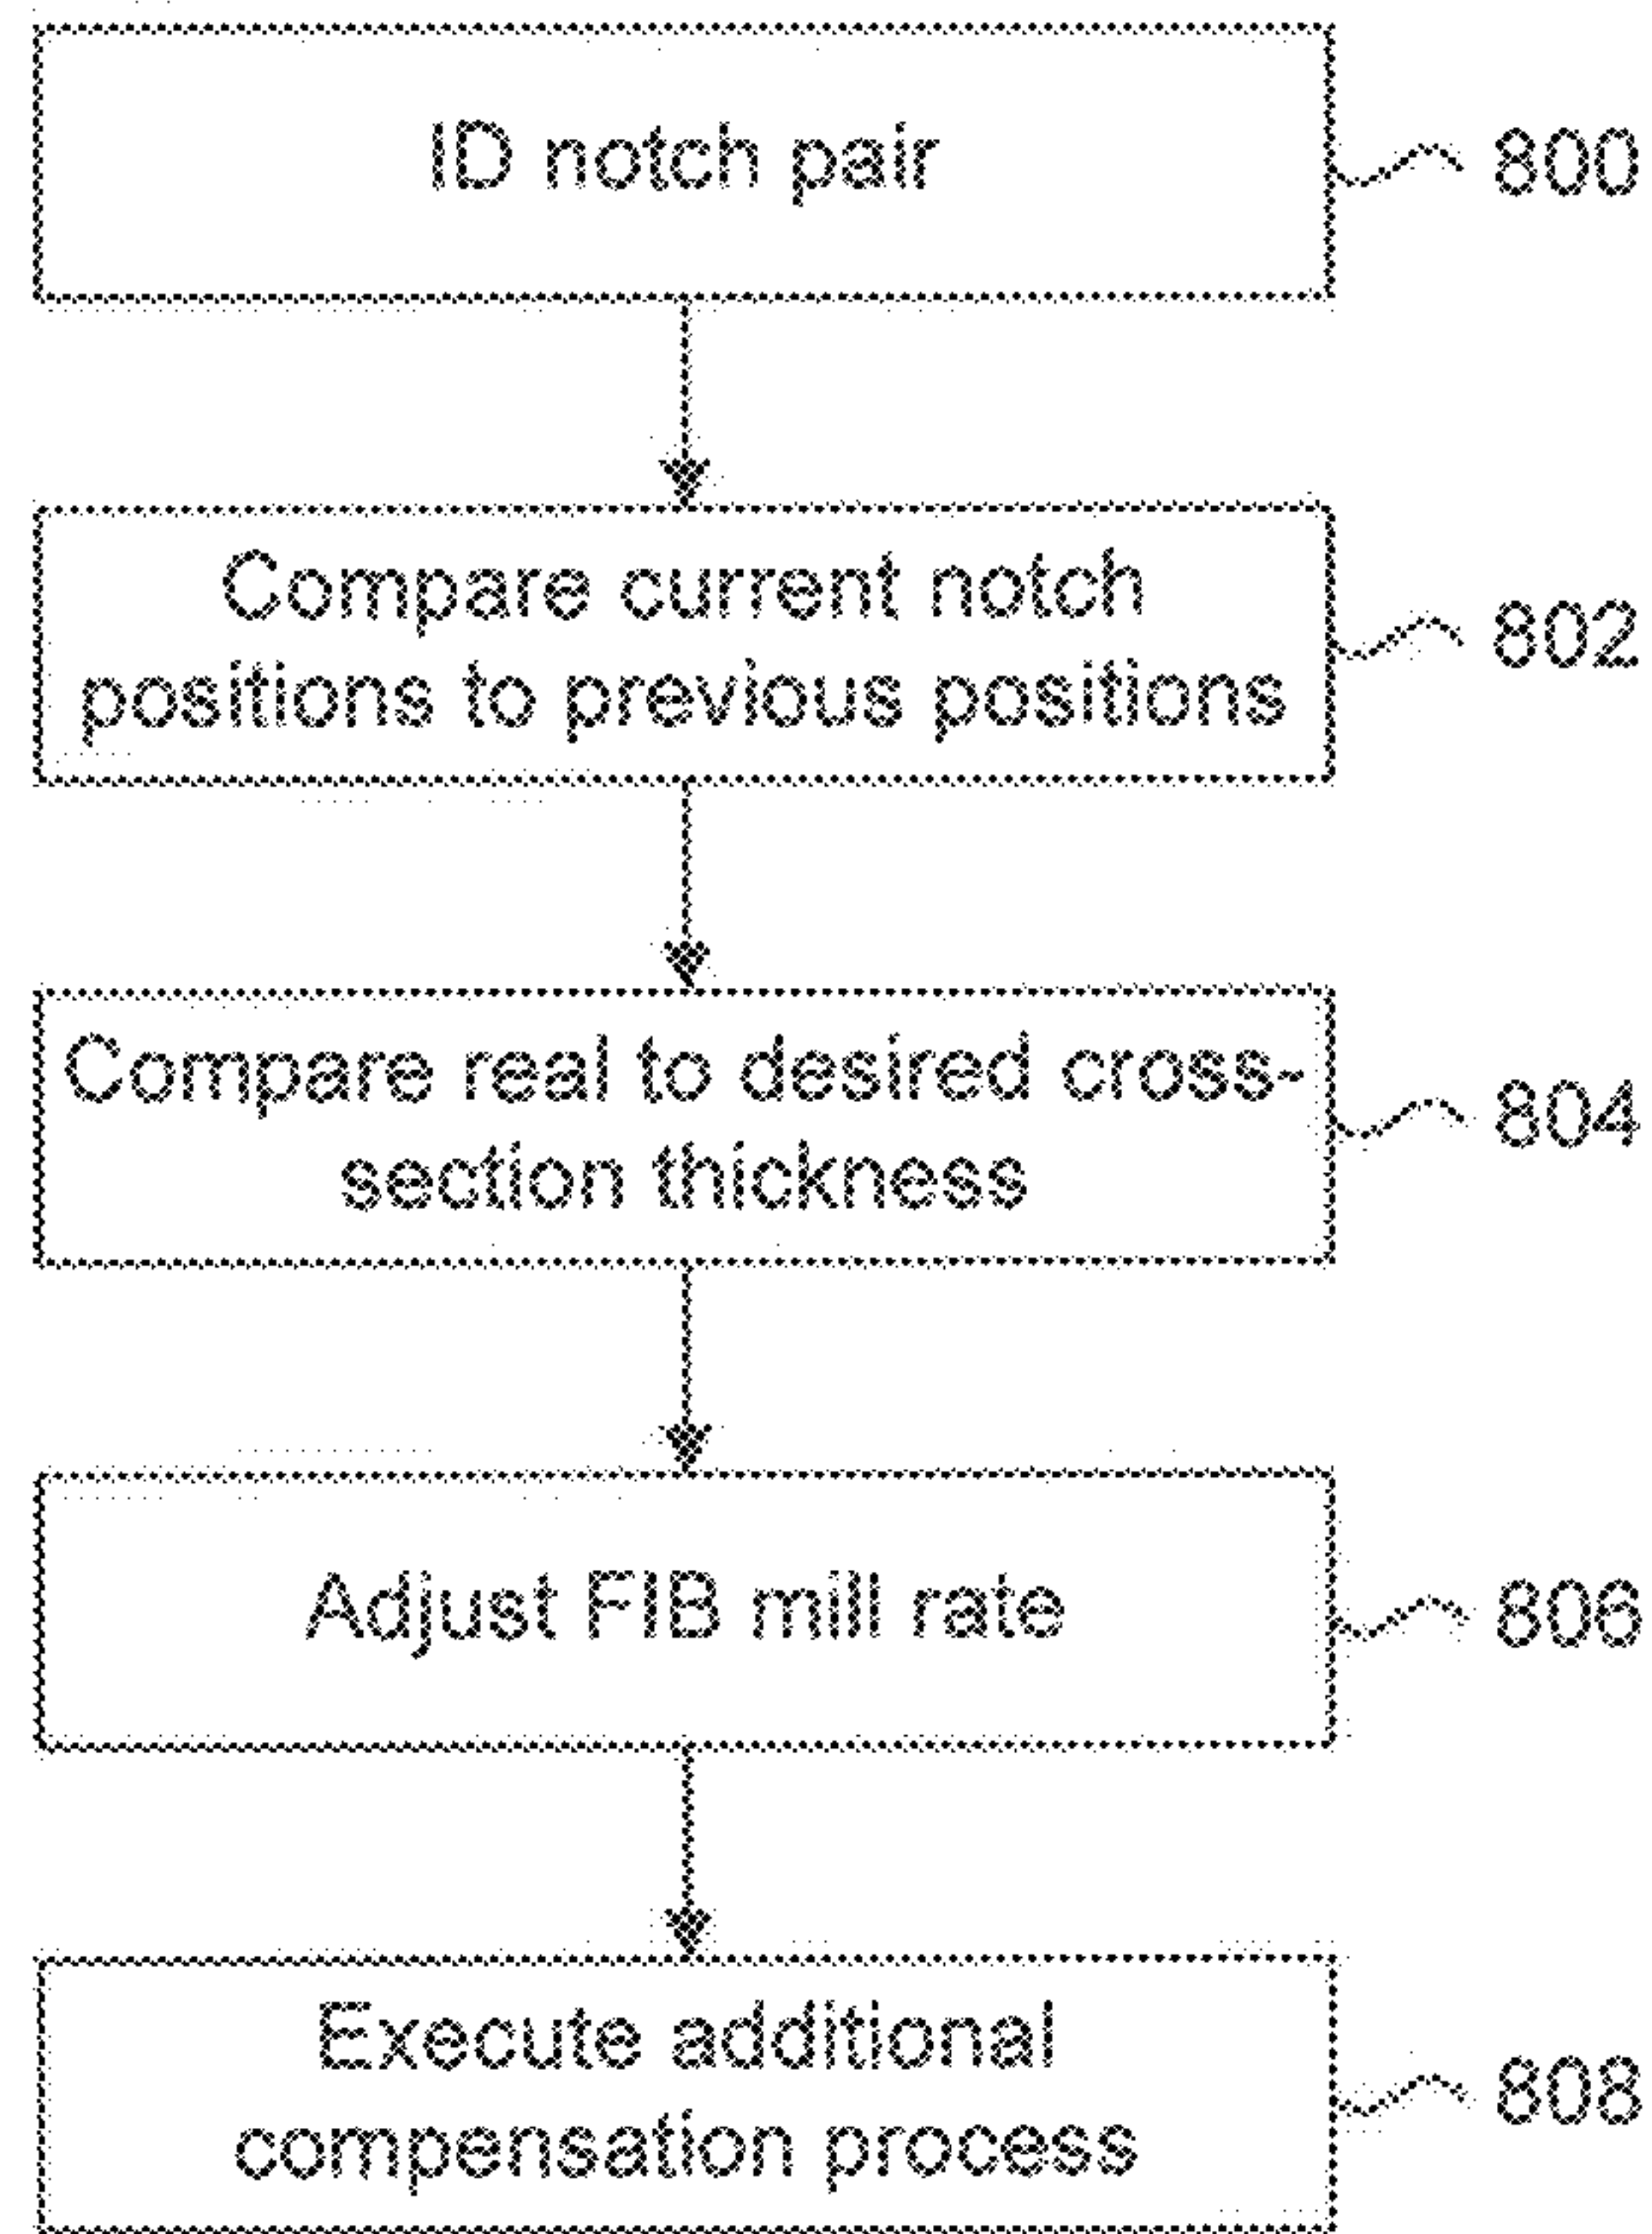 ID notch pair
800
Compare current notch
positions to previous positions
802
Compare real to desired cross-
section thickness
804
Adjust FIB mill rate
806
Execute additional
compensation process
808